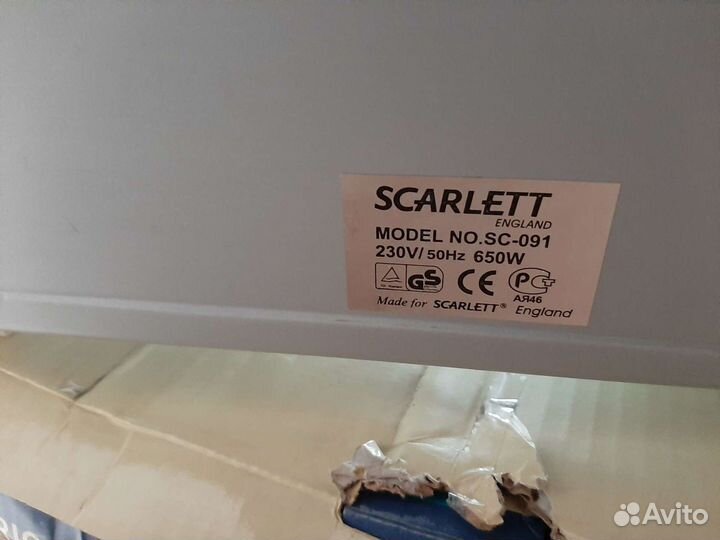 SCARLETT
ENGLAND
MODEL NO.SC-091
230V/ 50Hz 650W
GS CE PC
АЯ46
Made for SCARLETT® England
Avito